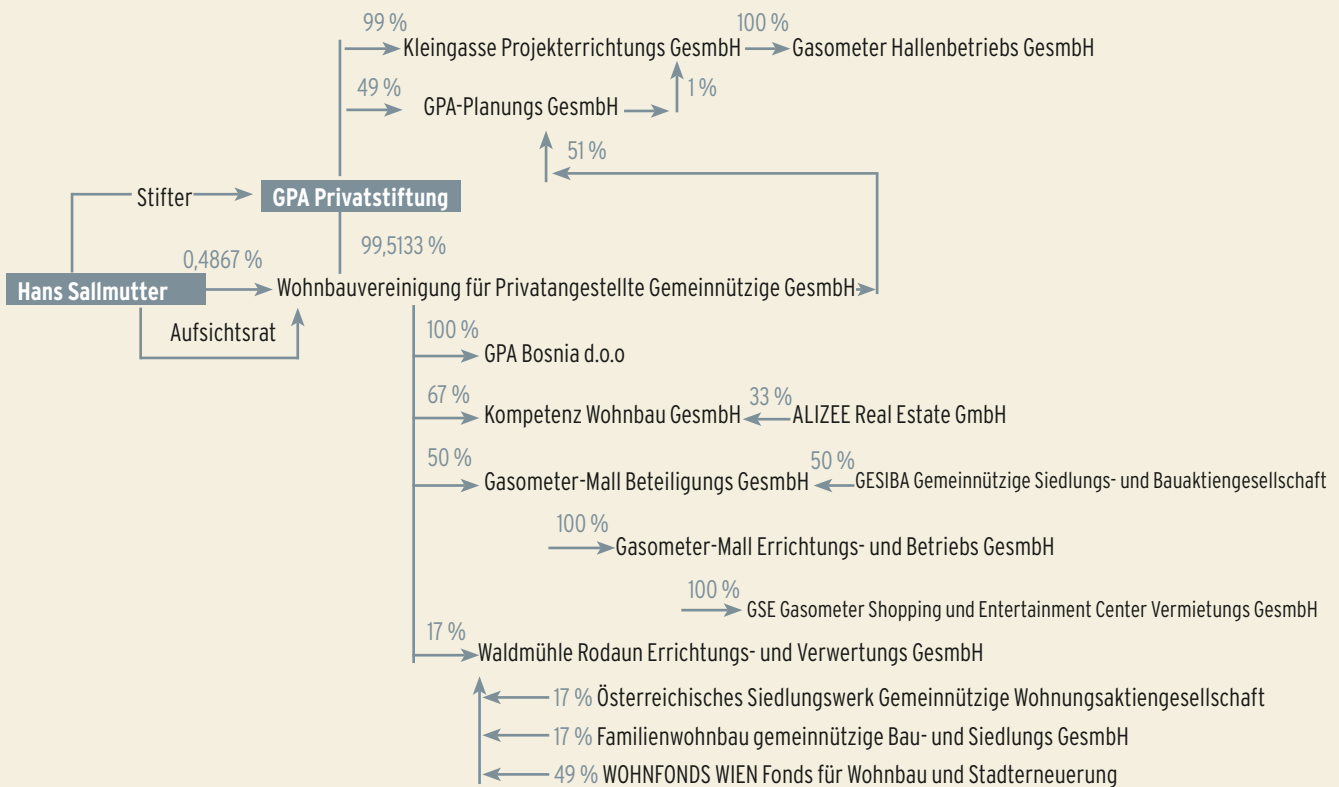 99 %
Kleingasse Projekterrichtungs GesmbH 100 % Gasometer Hallenbetriebs GesmbH
49 %
GPA-Planungs GesmbH 1 %
51 %
Stifter GPA Privatstiftung
99,5133 %
0,4867 %
Hans Sallmutter Wohnbauvereinigung für Privatangestellte Gemeinnützige GesmbH
Aufsichtsrat
100 %
GPA Bosnia d.o.o
67 %
Kompetenz Wohnbau GesmbH 33 % ALIZEE Real Estate GmbH
50 %
Gasometer-Mall Beteiligungs GesmbH 50 % GESIBA Gemeinnützige Siedlungs- und Bauaktiengesellschaft
100 %
Gasometer-Mall Errichtungs- und Betriebs GesmbH
100 %
GSE Gasometer Shopping und Entertainment Center Vermietungs GesmbH
17 %
Waldmühle Rodaun Errichtungs- und Verwertungs GesmbH
17 % Österreichisches Siedlungswerk Gemeinnützige Wohnungsaktiengesellschaft
17 % Familienwohnbau gemeinnützige Bau- und Siedlungs GesmbH
49 % WOHNFONDS WIEN Fonds für Wohnbau und Stadterneuerung